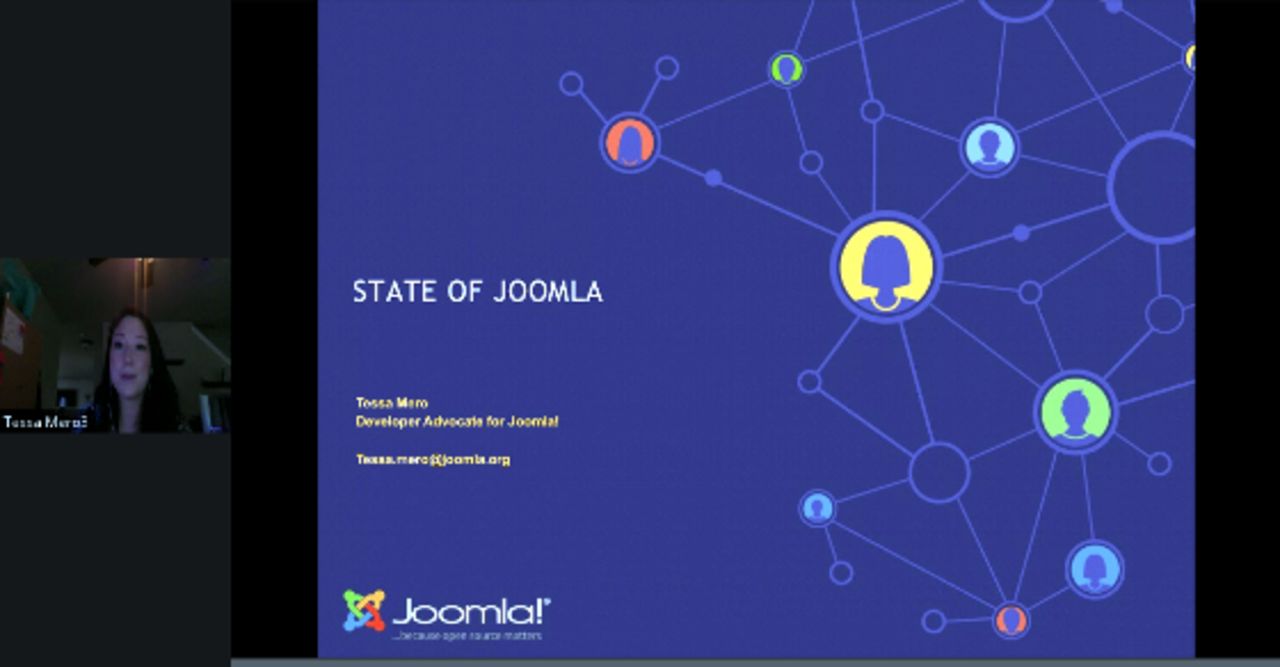 STATE OF JOOMLA
Tessa Mero
Developer Advocate for Joomla!
Tessa.mero@joomla.org
Joomla!®
...because open source matters
Tessa Mero